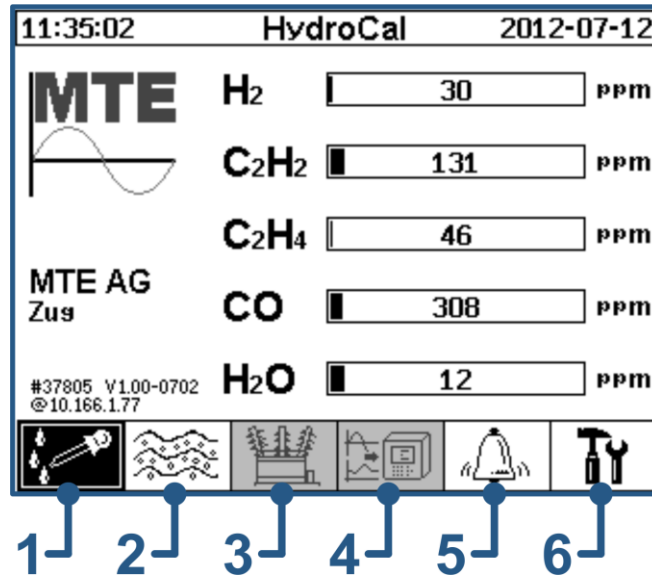 11:35:02 HydroCal 2012-07-12
MTE
H₂ 30 ppm
C₂H₂ 131 ppm
C₂H₄ 46 ppm
MTE AG
Zug
CO 308 ppm
#37805 V1.00-0702
@10.166.1.77
H₂O 12 ppm
1 2 3 4 5 6